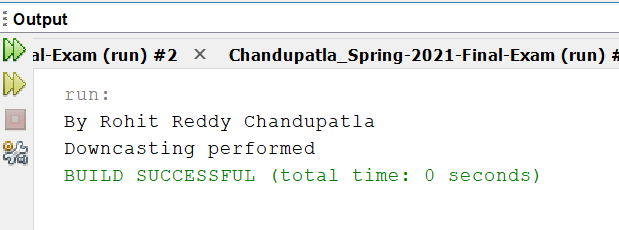 Output
al-Exam (run) #2 × Chandupatla_Spring-2021-Final-Exam (run) #
run:
By Rohit Reddy Chandupatla
Downcasting performed
BUILD SUCCESSFUL (total time: 0 seconds)